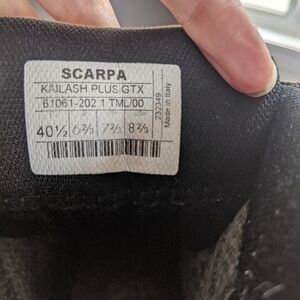 SCARPA
KAILASH PLUS GTX
61061-202.1 TML/00
40½ 6⅔ 7⅔ 8⅔
232349
Made in Italy